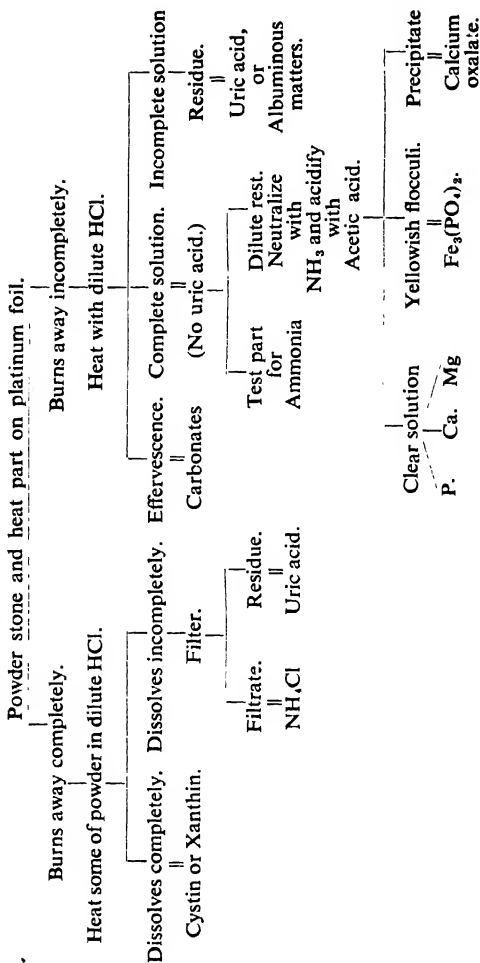 Powder stone and heat part on platinum foil.
Burns away completely.
Heat some of powder in dilute HCl.
Dissolves completely.
||
Cystin or Xanthin.
Dissolves incompletely.
Filter.
Filtrate.
||
NH₄Cl
Residue.
||
Uric acid.
Burns away incompletely.
Heat with dilute HCl.
Effervescence.
||
Carbonates
Complete solution.
||
(No uric acid.)
Test part
for
Ammonia
Dilute rest.
Neutralize
with
NH₃ and acidify
with
Acetic acid.
Clear solution
P. Ca. Mg
Yellowish flocculi.
||
Fe₃(PO₄)₂.
Precipitate
||
Calcium
oxalate.
Incomplete solution
Residue.
||
Uric acid,
or
Albuminous
matters.